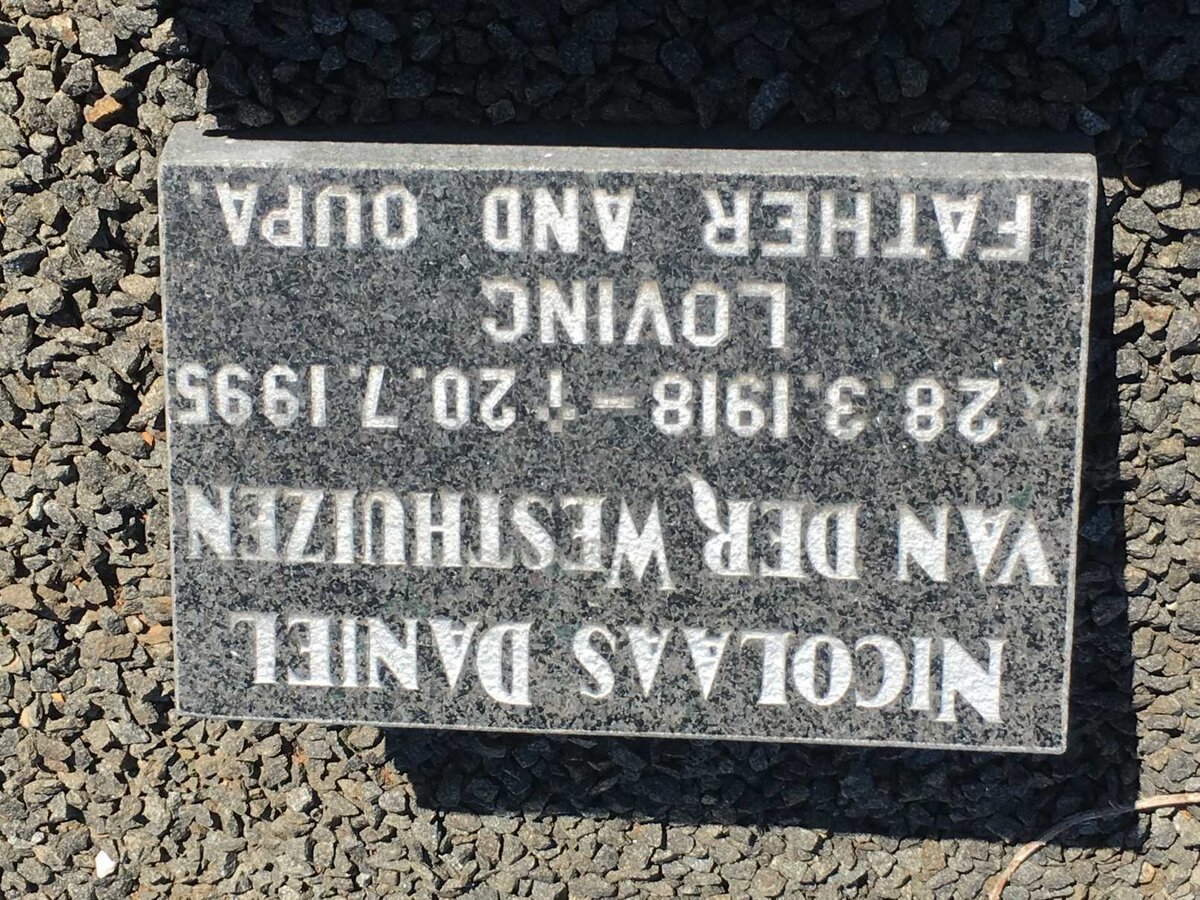 NICOLAAS DANIEL
VAN DER WESTHUIZEN
☆ 28.3.1918 – ✝ 20.7.1995
LOVING
FATHER AND OUPA.